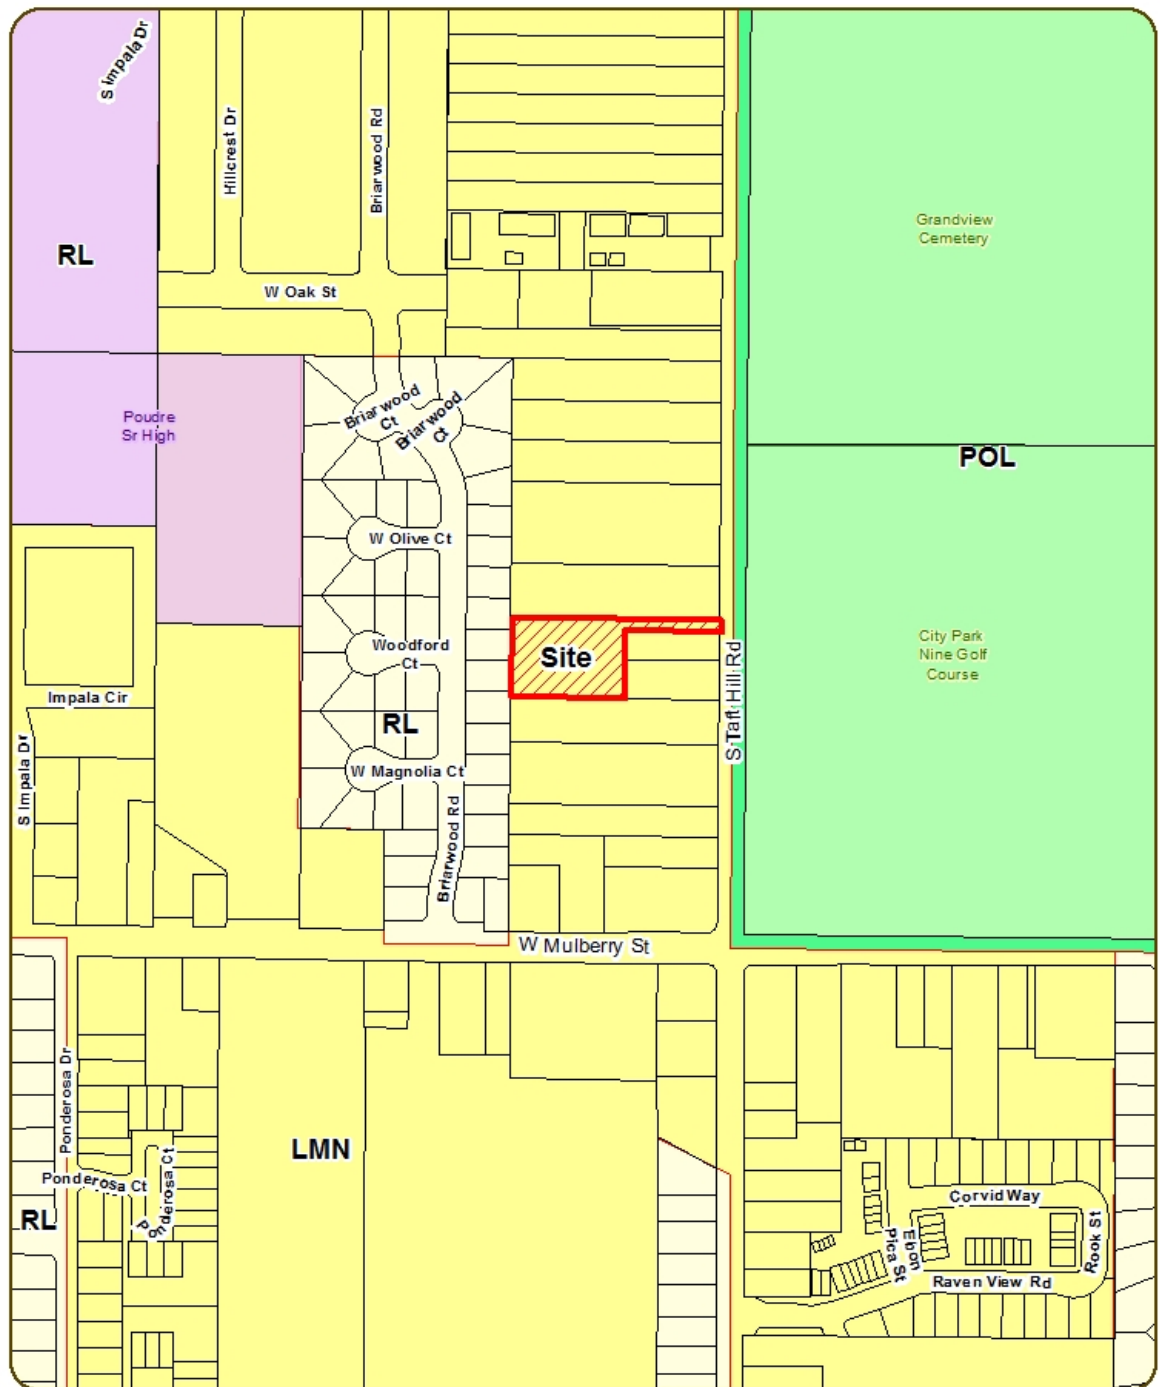 S Impala Dr
Hillcrest Dr
Briarwood Rd
Grandview
Cemetery
RL
W Oak St
Poudre
Sr High
Briarwood
Ct
Briarwood
Ct
POL
W Olive Ct
Woodford
Ct
Site
City Park
Nine Golf
Course
Impala Cir
RL
S Taft Hill Rd
S Impala Dr
W Magnolia Ct
Briarwood Rd
W Mulberry St
Ponderosa Dr
LMN
Ponderosa Ct
Ponderosa Ct
RL
Corvid Way
Ebon
Pica St
Rook St
Raven View Rd